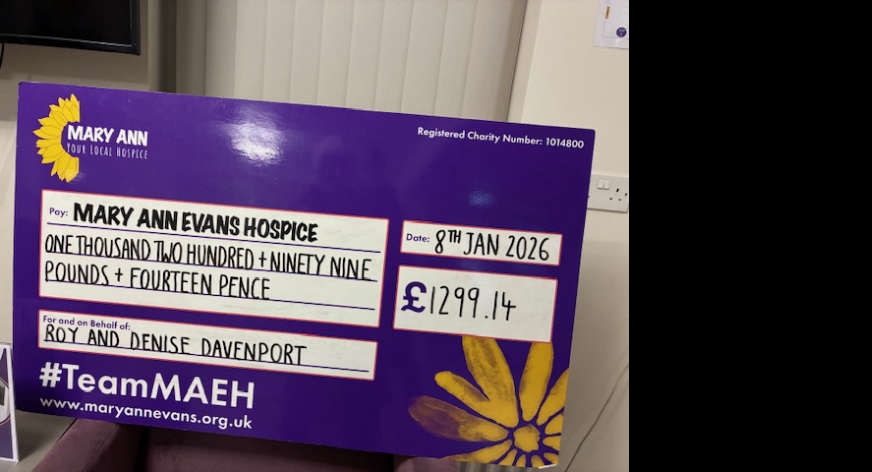 MARY ANN
YOUR LOCAL HOSPICE
Registered Charity Number: 1014800
Pay: MARY ANN EVANS HOSPICE
ONE THOUSAND TWO HUNDRED + NINETY NINE
POUNDS + FOURTEEN PENCE
Date: 8TH JAN 2026
£1299.14
For and on Behalf of:
ROY AND DENISE DAVENPORT
#TeamMAEH
www.maryannevans.org.uk